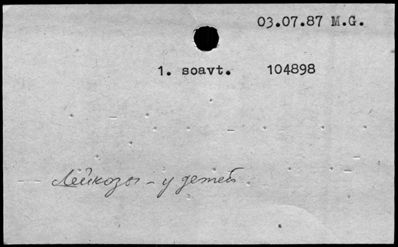 03.07.87 M.G.
1. soavt. 104898
Лейкозы - у детей